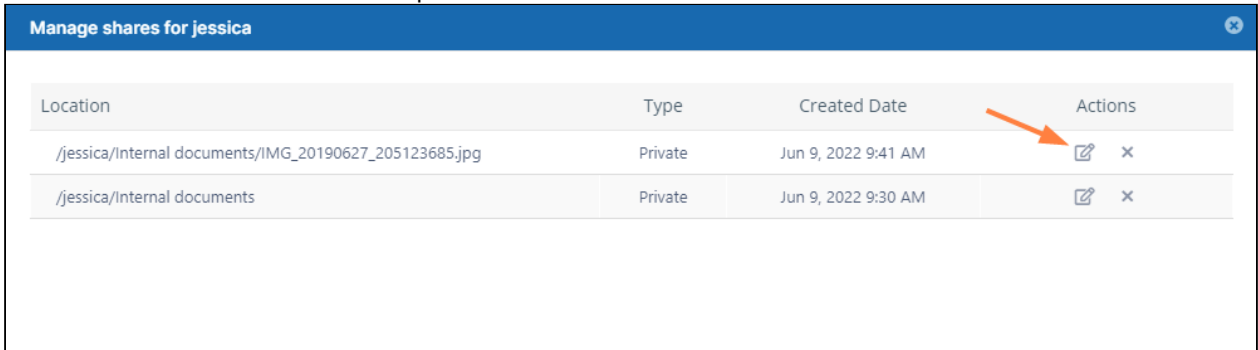 Manage shares for jessica
Location Type Created Date Actions
/jessica/Internal documents/IMG_20190627_205123685.jpg Private Jun 9, 2022 9:41 AM
/jessica/Internal documents Private Jun 9, 2022 9:30 AM